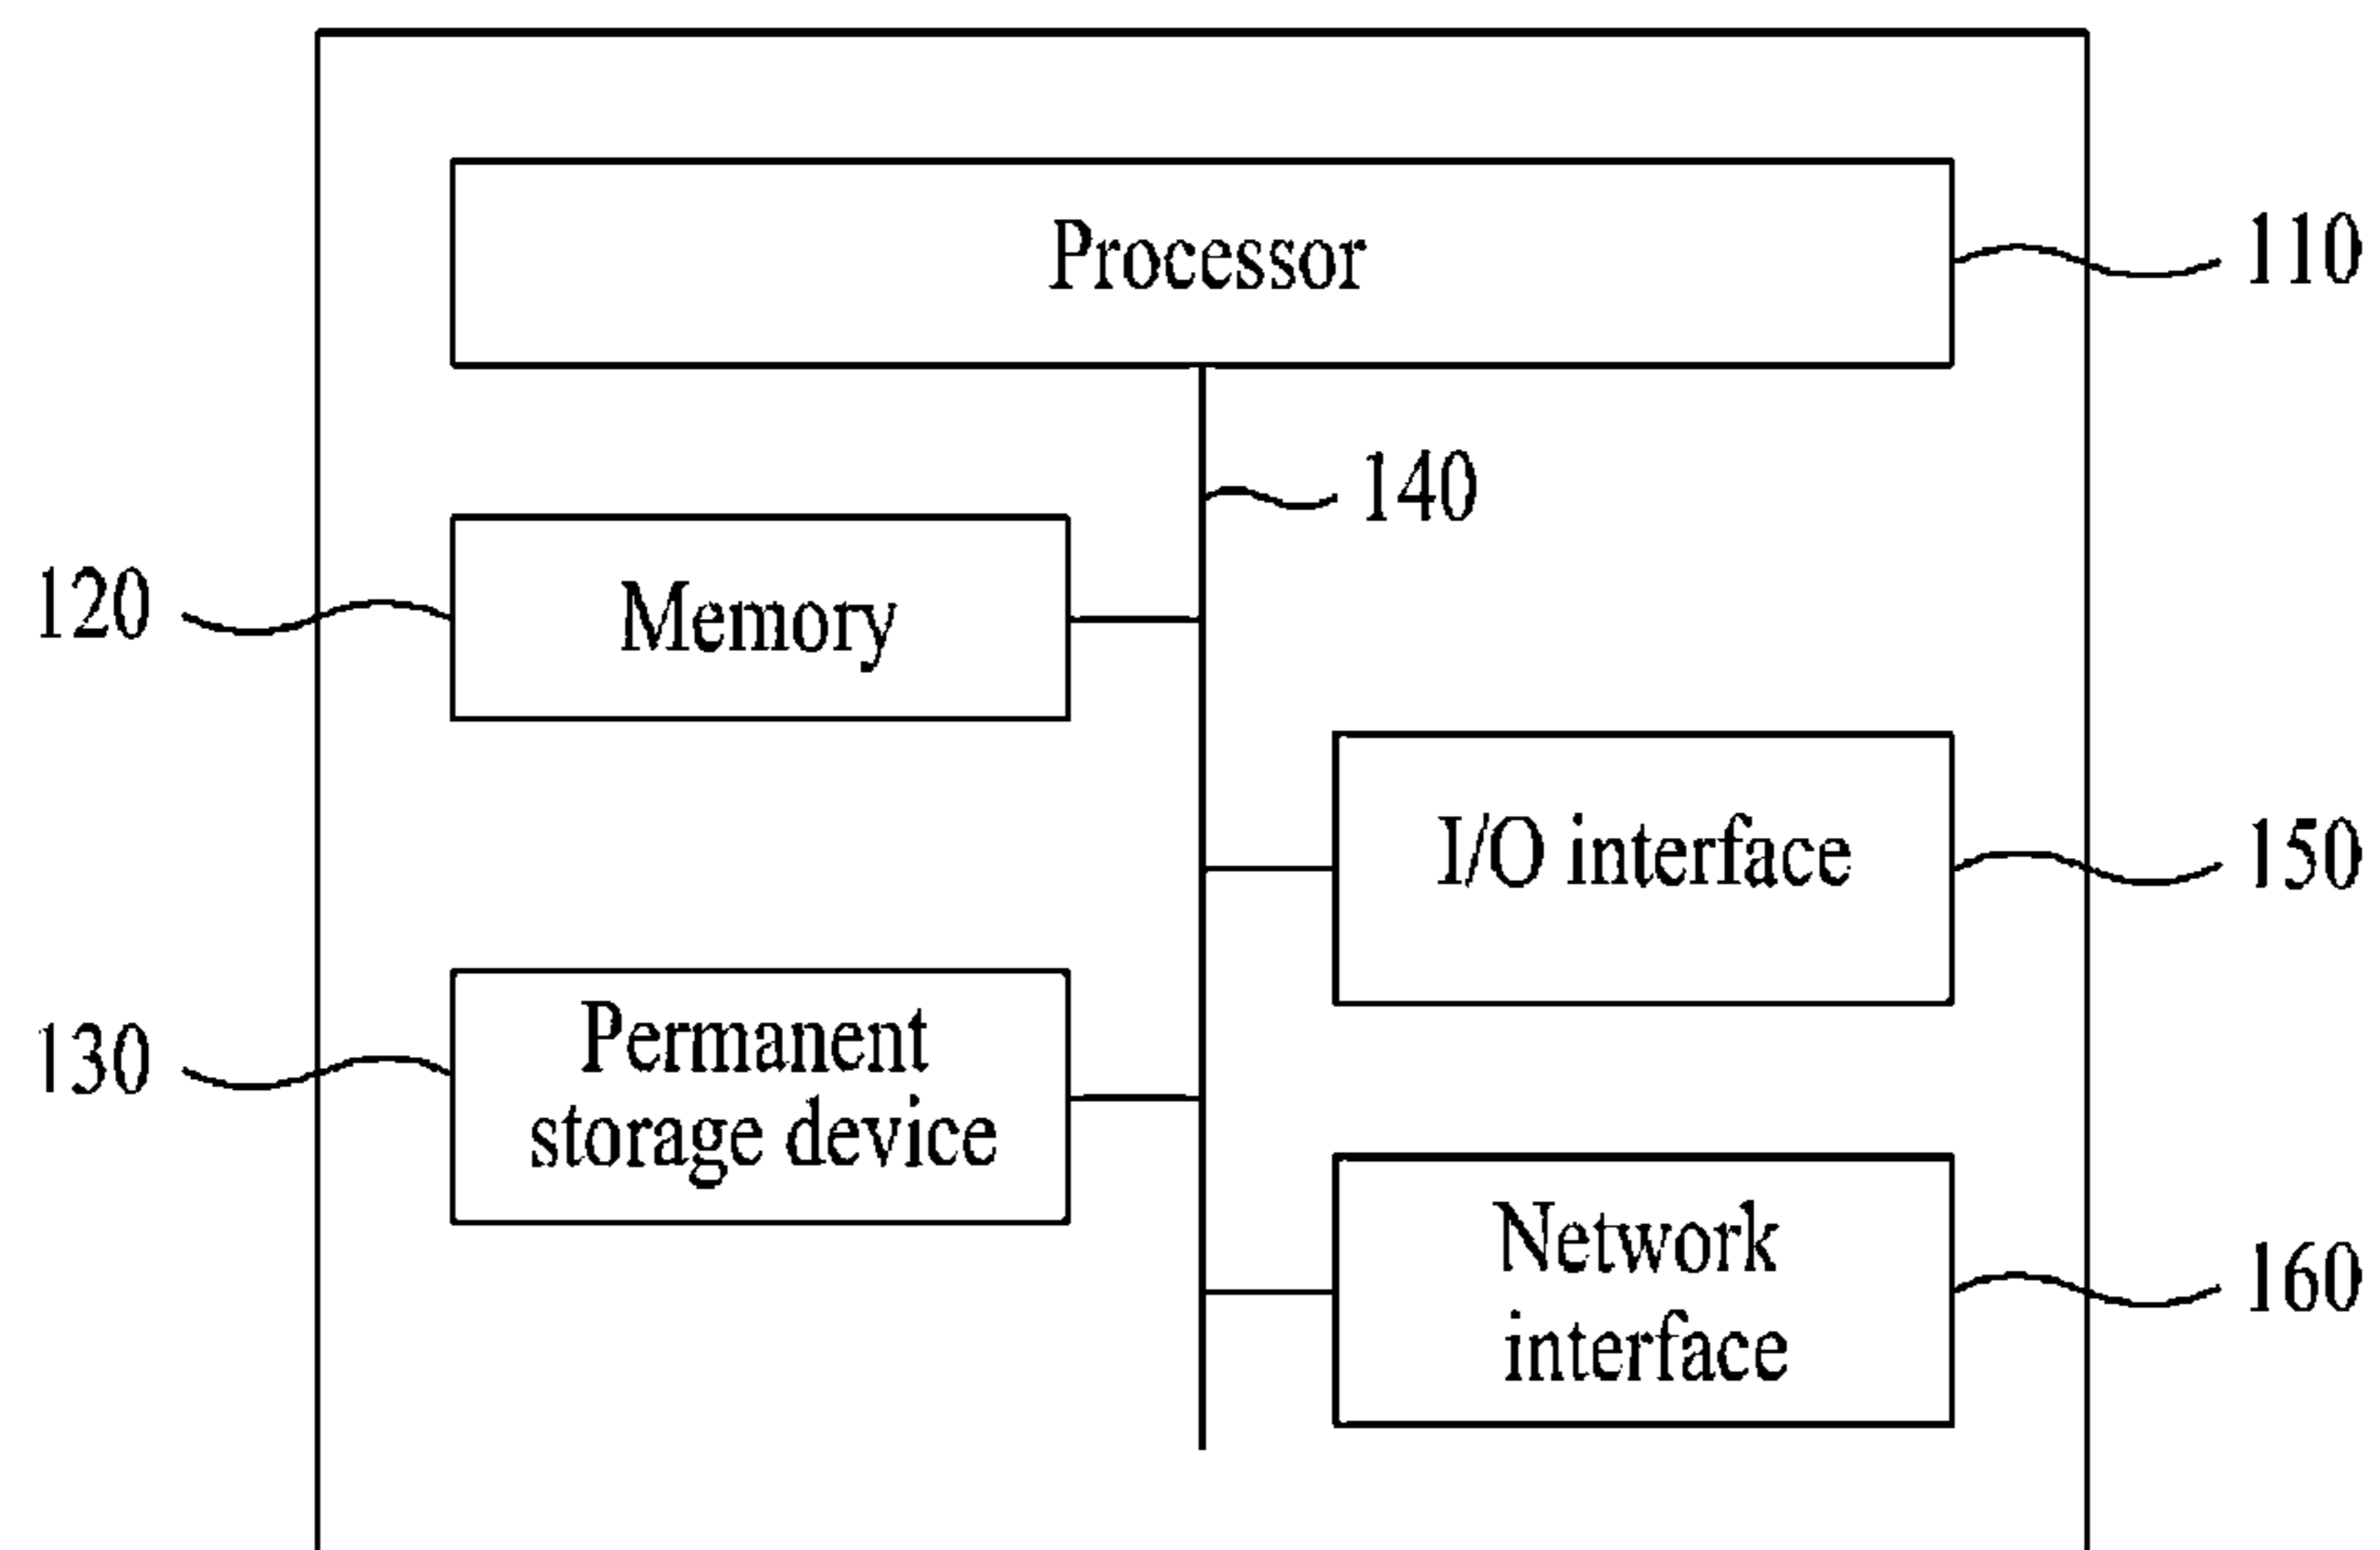 Processor
110
140
120
Memory
I/O interface
150
130
Permanent
storage device
Network
interface
160